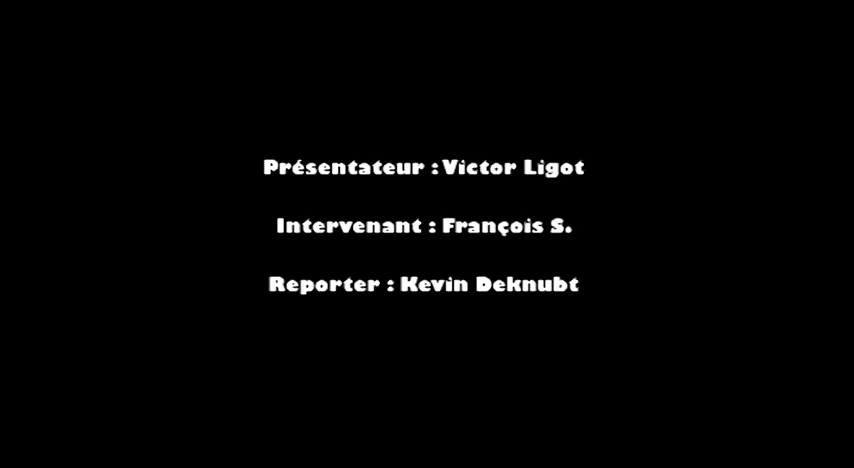 Présentateur : Victor Ligot
Intervenant : François S.
Reporter : Kevin Deknubt